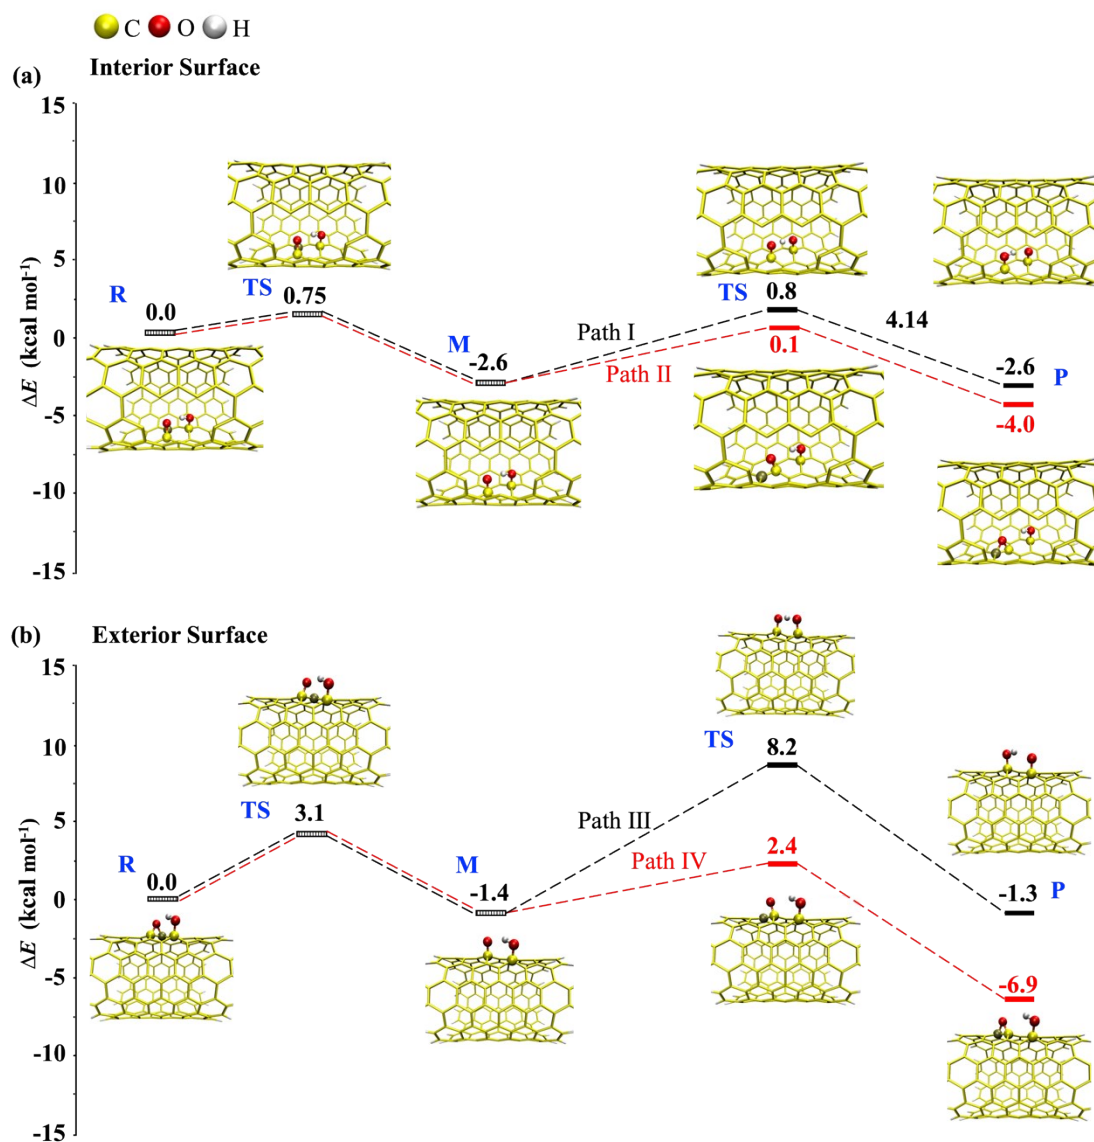 C O H
(a) Interior Surface
15
10
5
0
-5
-10
-15
ΔE (kcal mol⁻¹)
R
0.0
TS
0.75
M
-2.6
Path I
Path II
TS
0.8
0.1
4.14
-2.6
P
-4.0
(b) Exterior Surface
15
10
5
0
-5
-10
-15
ΔE (kcal mol⁻¹)
R
0.0
TS
3.1
M
-1.4
Path III
Path IV
TS
8.2
2.4
-1.3
P
-6.9